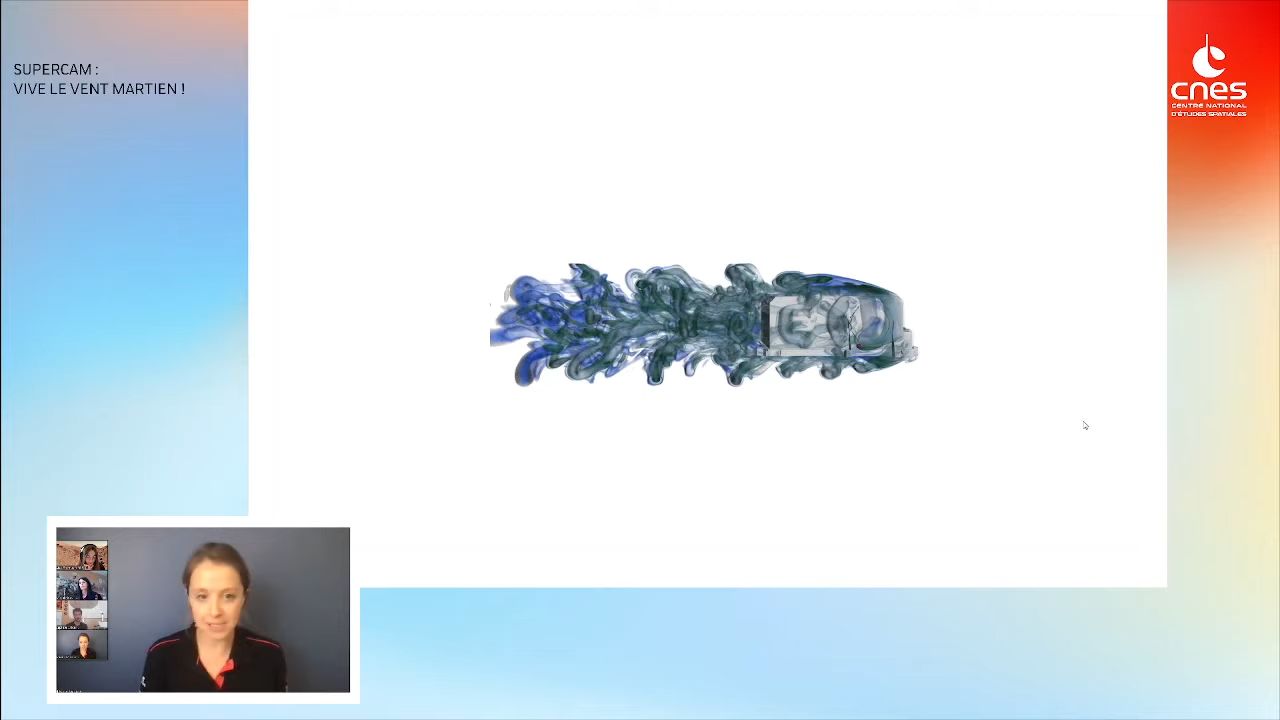 SUPERCAM :
VIVE LE VENT MARTIEN !
cnes
CENTRE NATIONAL
D'ÉTUDES SPATIALES